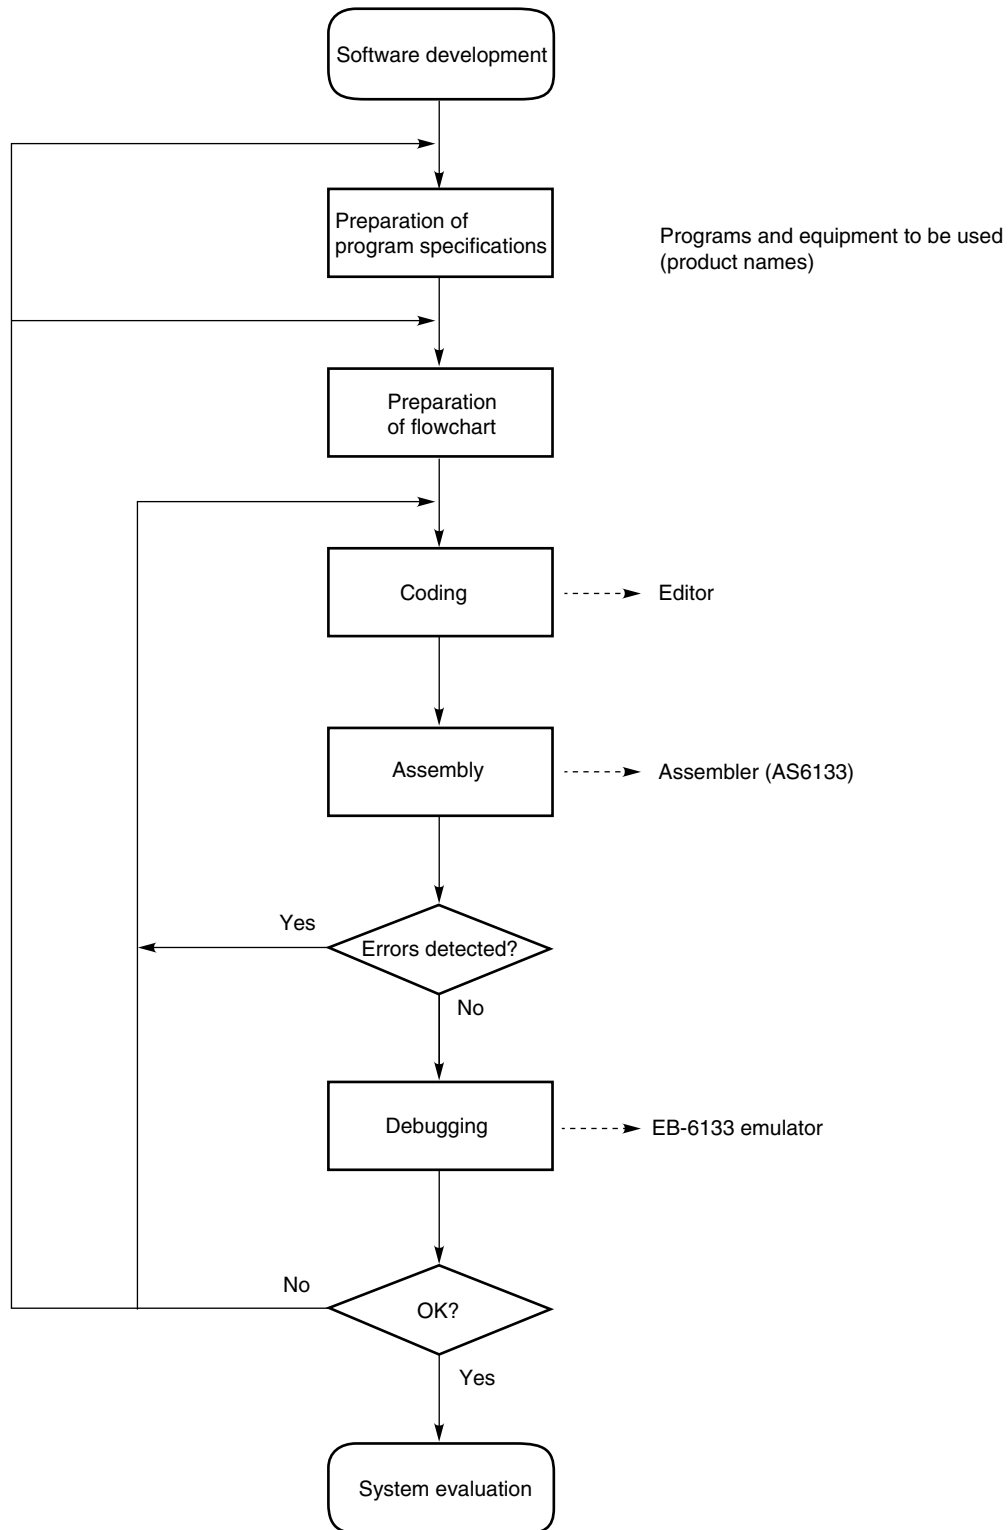 Software development
Preparation of
program specifications
Programs and equipment to be used
(product names)
Preparation
of flowchart
Coding
Editor
Assembly
Assembler (AS6133)
Yes
Errors detected?
No
Debugging
EB-6133 emulator
No
OK?
Yes
System evaluation